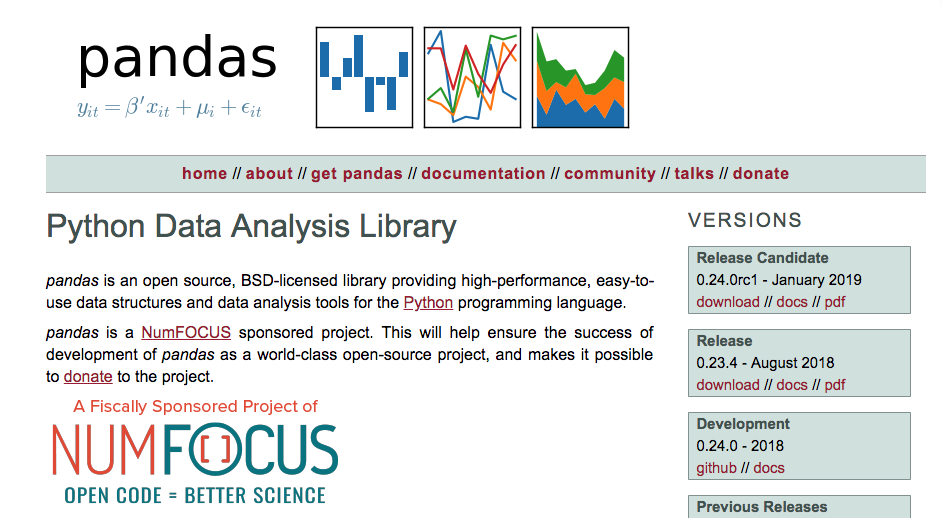 pandas
y_{it} = β′x_{it} + μ_i + ϵ_{it}
home // about // get pandas // documentation // community // talks // donate
Python Data Analysis Library
pandas is an open source, BSD-licensed library providing high-performance, easy-to-
use data structures and data analysis tools for the Python programming language.
pandas is a NumFOCUS sponsored project. This will help ensure the success of
development of pandas as a world-class open-source project, and makes it possible
to donate to the project.
A Fiscally Sponsored Project of
NUMFOCUS
OPEN CODE = BETTER SCIENCE
VERSIONS
Release Candidate
0.24.0rc1 - January 2019
download // docs // pdf
Release
0.23.4 - August 2018
download // docs // pdf
Development
0.24.0 - 2018
github // docs
Previous Releases